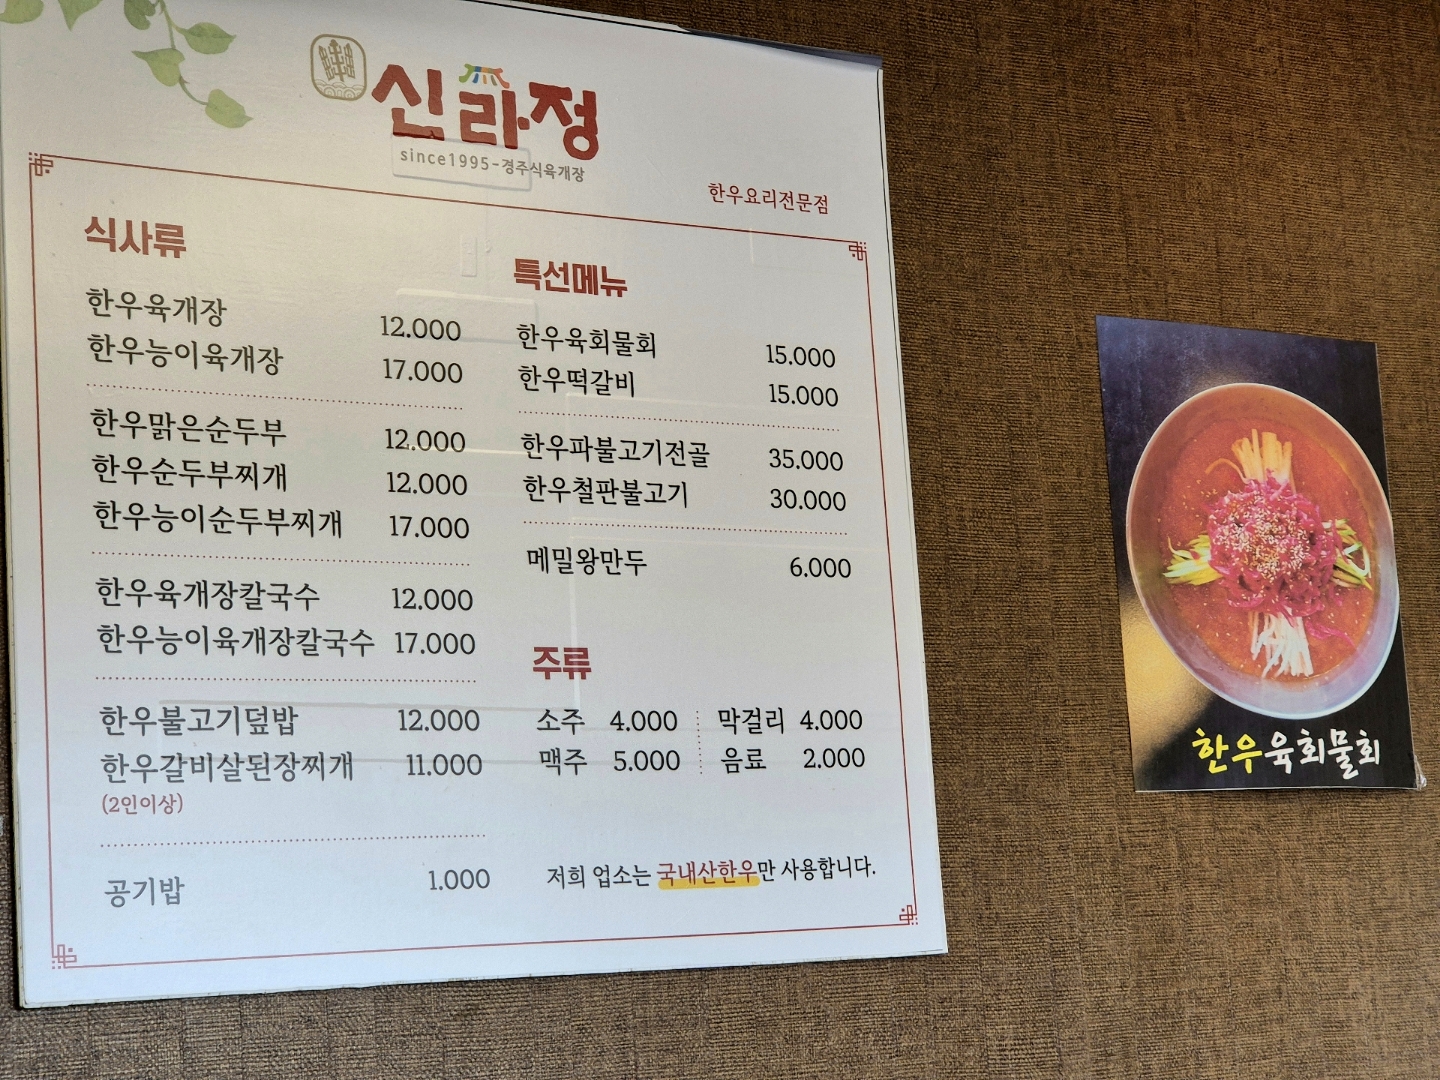 신라정
since1995-경주식육개장
한우요리전문점
식사류
한우육개장 12.000
한우능이육개장 17.000
한우맑은순두부 12.000
한우순두부찌개 12.000
한우능이순두부찌개 17.000
한우육개장칼국수 12.000
한우능이육개장칼국수 17.000
한우불고기덮밥 12.000
한우갈비살된장찌개 11.000
(2인이상)
공기밥 1.000
특선메뉴
한우육회물회 15.000
한우떡갈비 15.000
한우파불고기전골 35.000
한우철판불고기 30.000
메밀왕만두 6.000
주류
소주 4.000 막걸리 4.000
맥주 5.000 음료 2.000
저희 업소는 국내산한우만 사용합니다.
한우육회물회